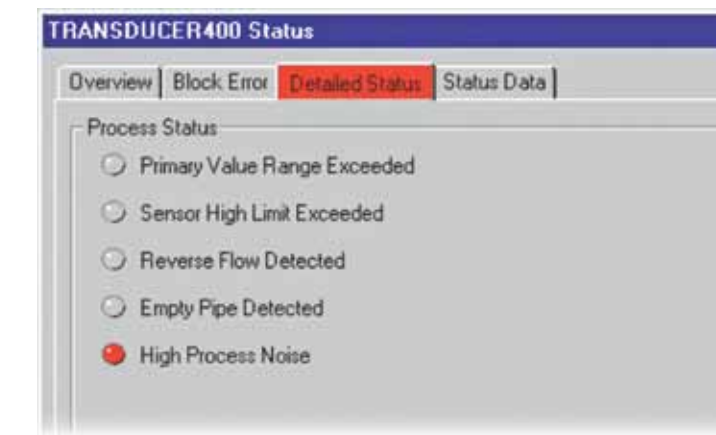 TRANSDUCER400 Status
Overview Block Error Detailed Status Status Data
Process Status
Primary Value Range Exceeded
Sensor High Limit Exceeded
Reverse Flow Detected
Empty Pipe Detected
High Process Noise